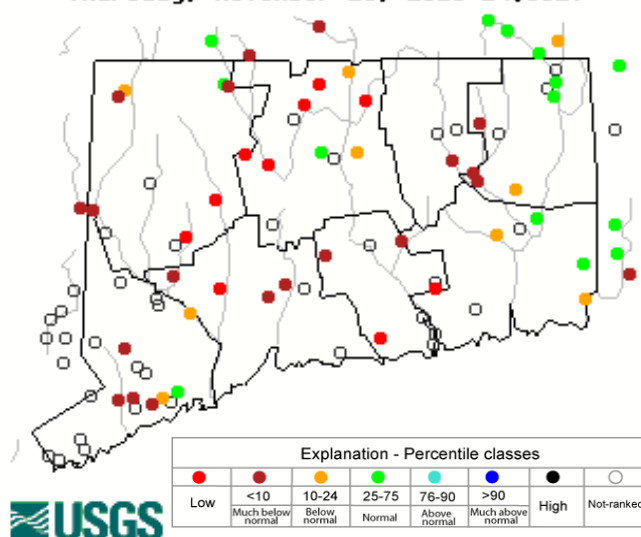 Explanation - Percentile classes
Low
<10
Much below normal
10-24
Below normal
25-75
Normal
76-90
Above normal
>90
Much above normal
High
Not-ranked
USGS